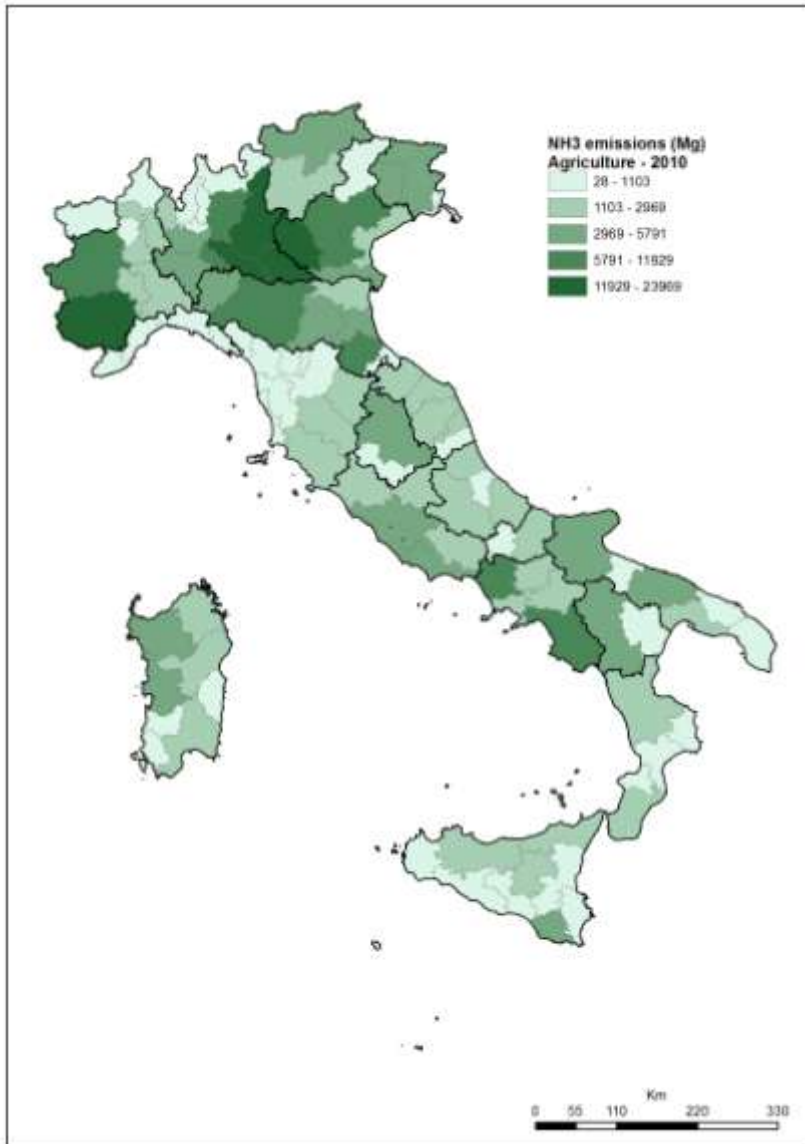 NH3 emissions (Mg)
Agriculture - 2010
28 - 1103
1103 - 2969
2969 - 5791
5791 - 11929
11929 - 23969
Km
0 55 110 220 330